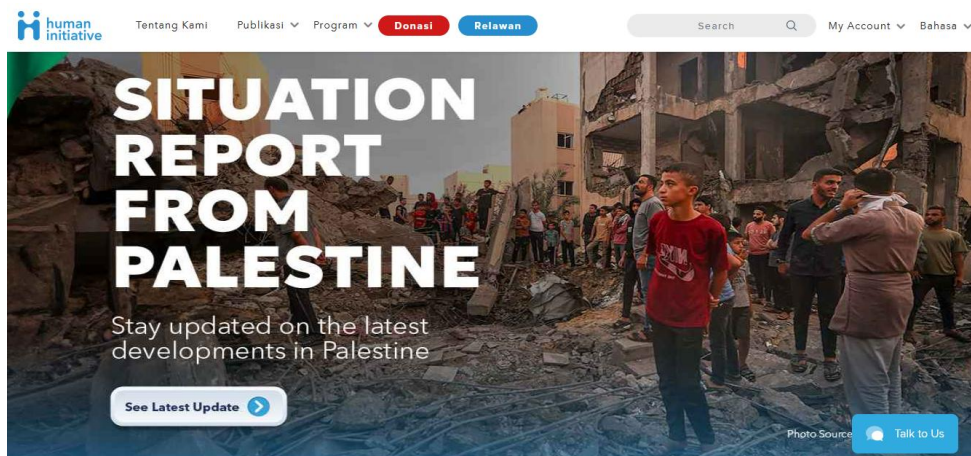 human
initiative
Tentang Kami
Publikasi
Program
Donasi
Relawan
Search
My Account
Bahasa
SITUATION
REPORT
FROM
PALESTINE
Stay updated on the latest
developments in Palestine
See Latest Update
Photo Source
Talk to Us